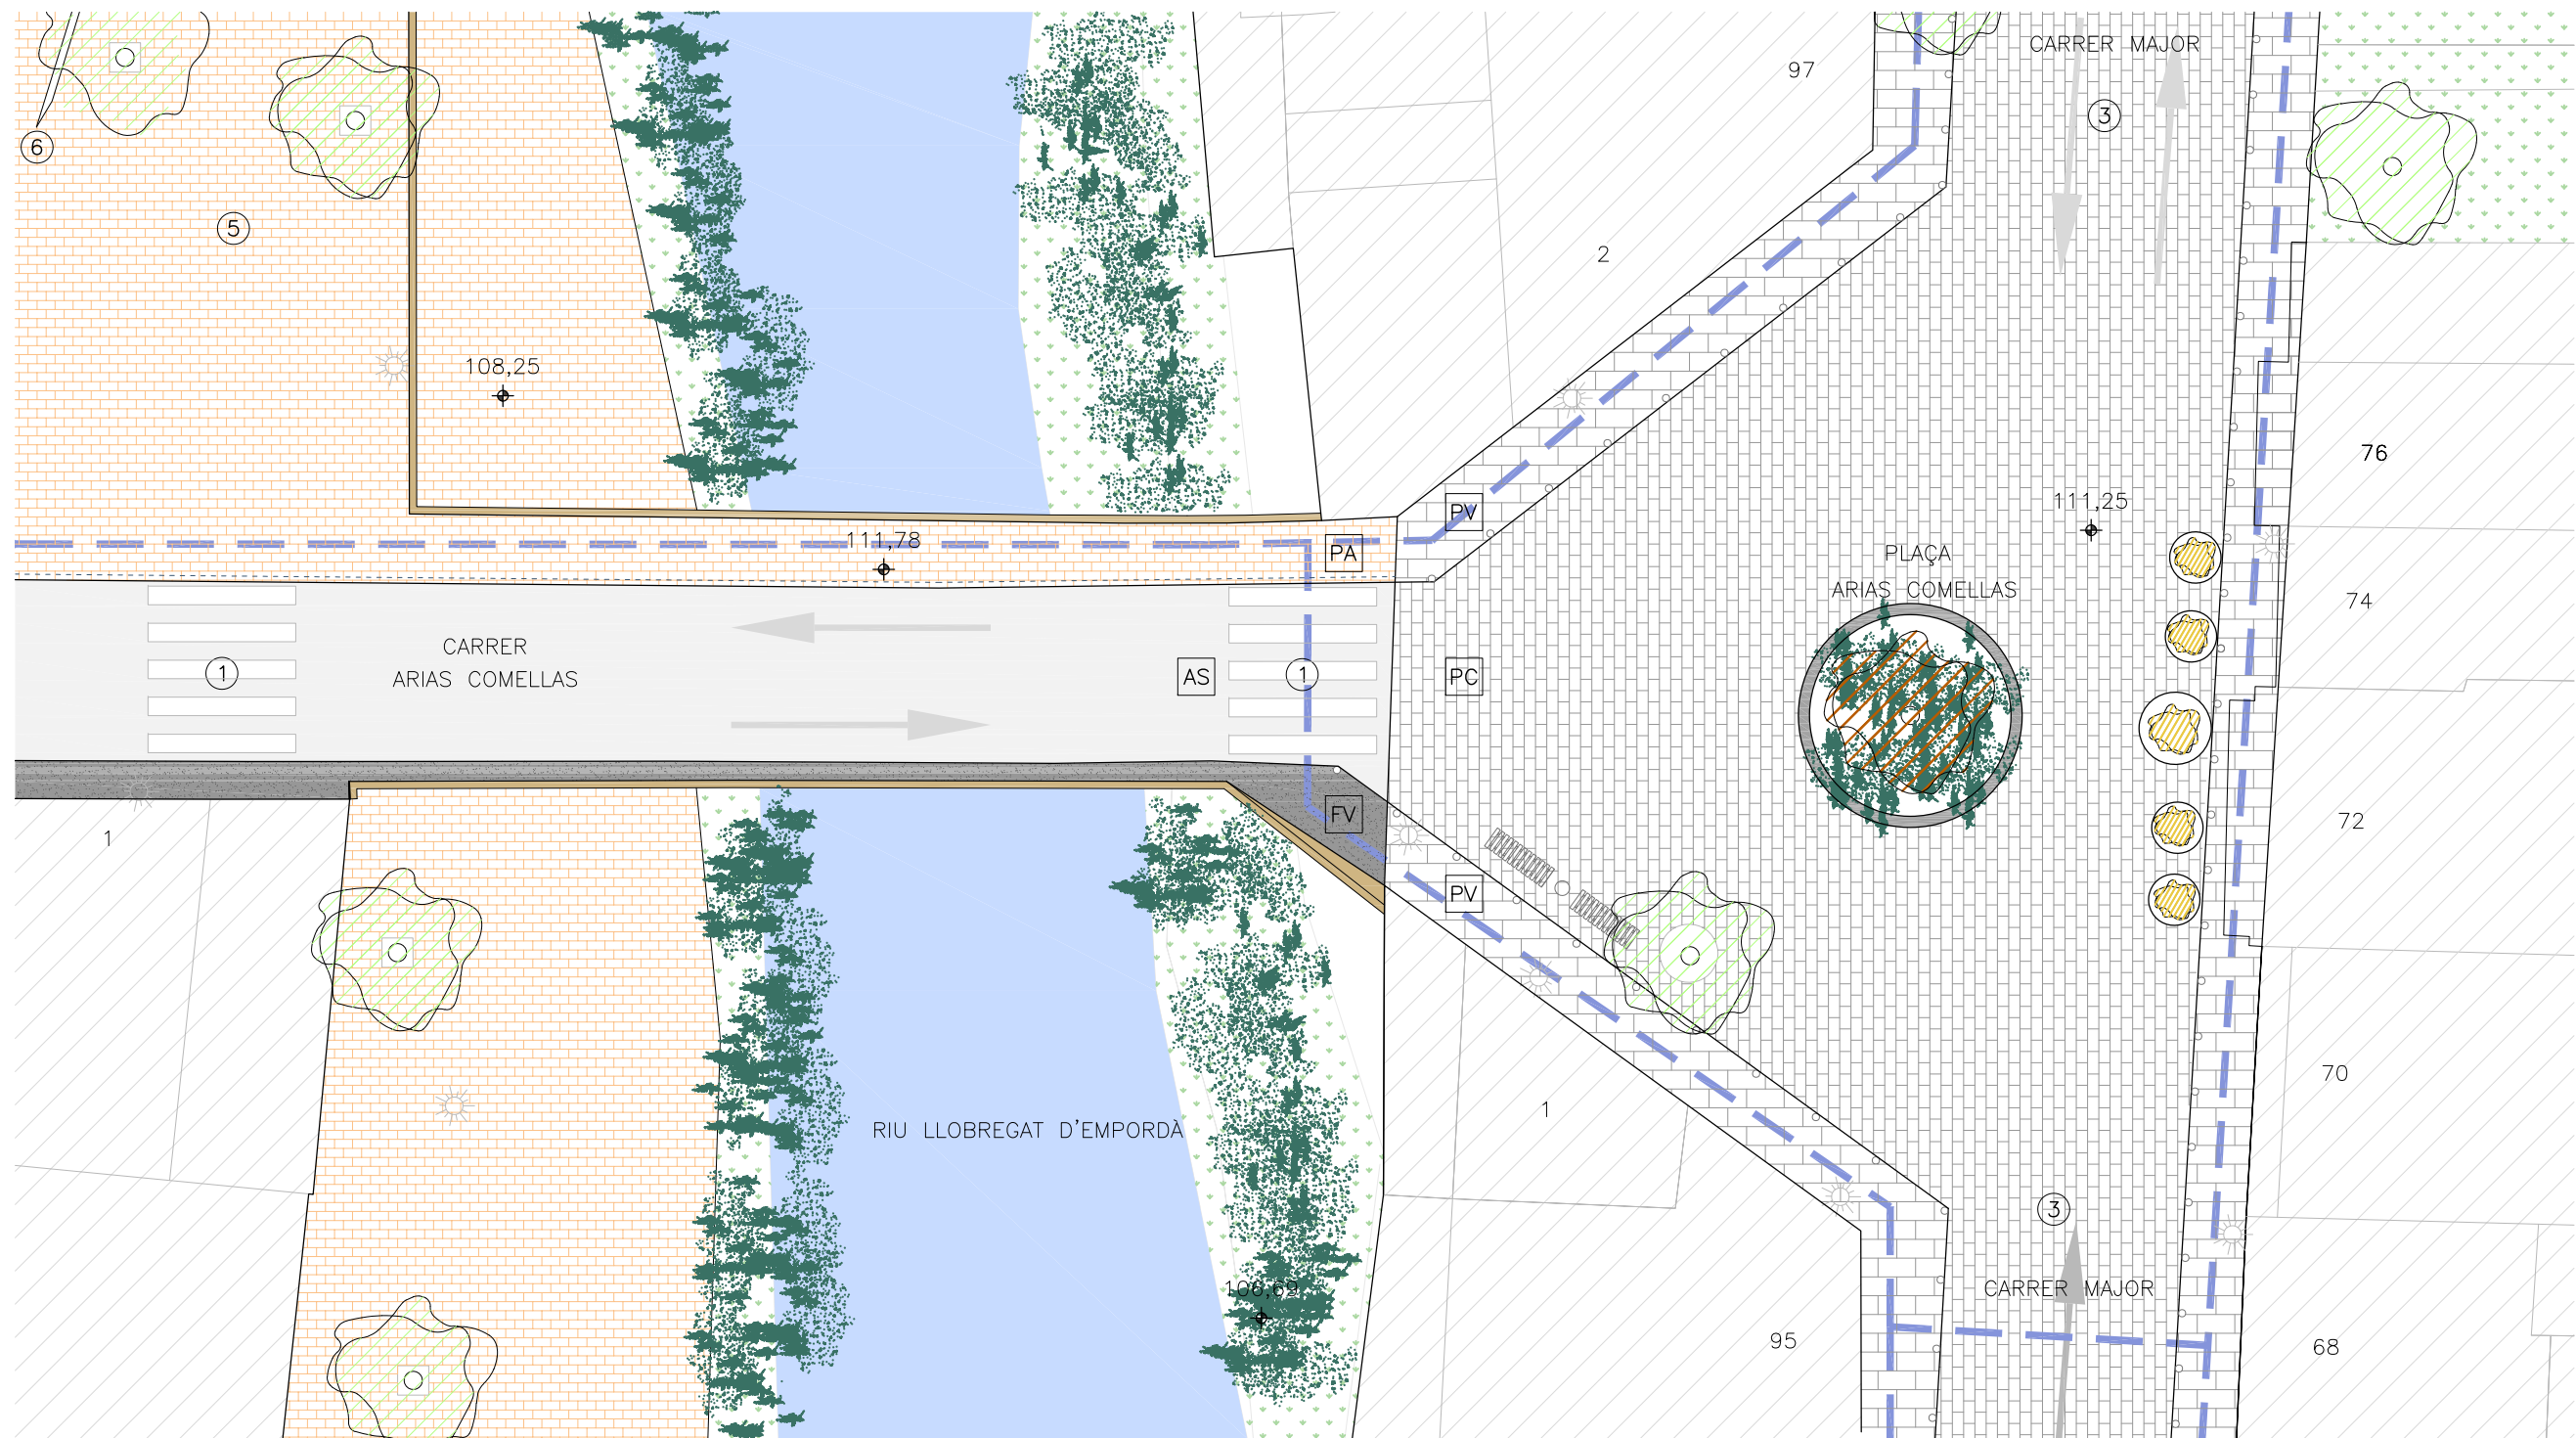 CARRER MAJOR
97
3
6
5
2
108,25
76
111,25
PV
111,78
PA
PLAÇA
ARIAS COMELLAS
74
CARRER
ARIAS COMELLAS
1
AS
1
PC
FV
72
1
PV
70
1
RIU LLOBREGAT D'EMPORDÀ
3
106,69
CARRER MAJOR
95
68